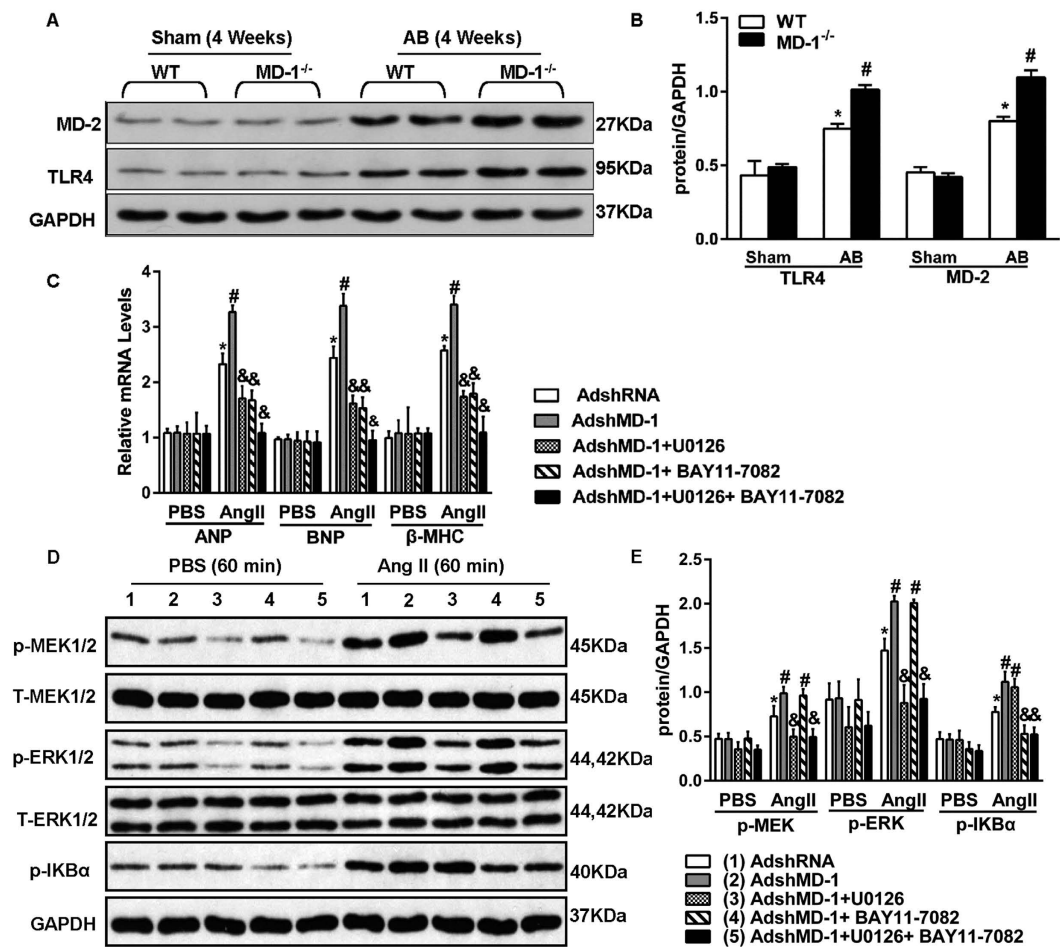 A
Sham (4 Weeks) AB (4 Weeks)
WT MD-1-/- WT MD-1-/-
MD-2 27KDa
TLR4 95KDa
GAPDH 37KDa
B
WT
MD-1-/-
protein/GAPDH
1.5
1.0
0.5
0.0
* # * #
Sham AB Sham AB
TLR4 MD-2
C
Relative mRNA Levels
4
3
2
1
0
* # && & * # && & * # && &
PBS AngII PBS AngII PBS AngII
ANP BNP β-MHC
AdshRNA
AdshMD-1
AdshMD-1+U0126
AdshMD-1+ BAY11-7082
AdshMD-1+U0126+ BAY11-7082
D
PBS (60 min) Ang II (60 min)
1 2 3 4 5 1 2 3 4 5
p-MEK1/2 45KDa
T-MEK1/2 45KDa
p-ERK1/2 44,42KDa
T-ERK1/2 44,42KDa
p-IKBα 40KDa
GAPDH 37KDa
E
protein/GAPDH
2.5
2.0
1.5
1.0
0.5
0.0
* # & # & * # & # & * # # &&
PBS AngII PBS AngII PBS AngII
p-MEK p-ERK p-IKBα
(1) AdshRNA
(2) AdshMD-1
(3) AdshMD-1+U0126
(4) AdshMD-1+ BAY11-7082
(5) AdshMD-1+U0126+ BAY11-7082